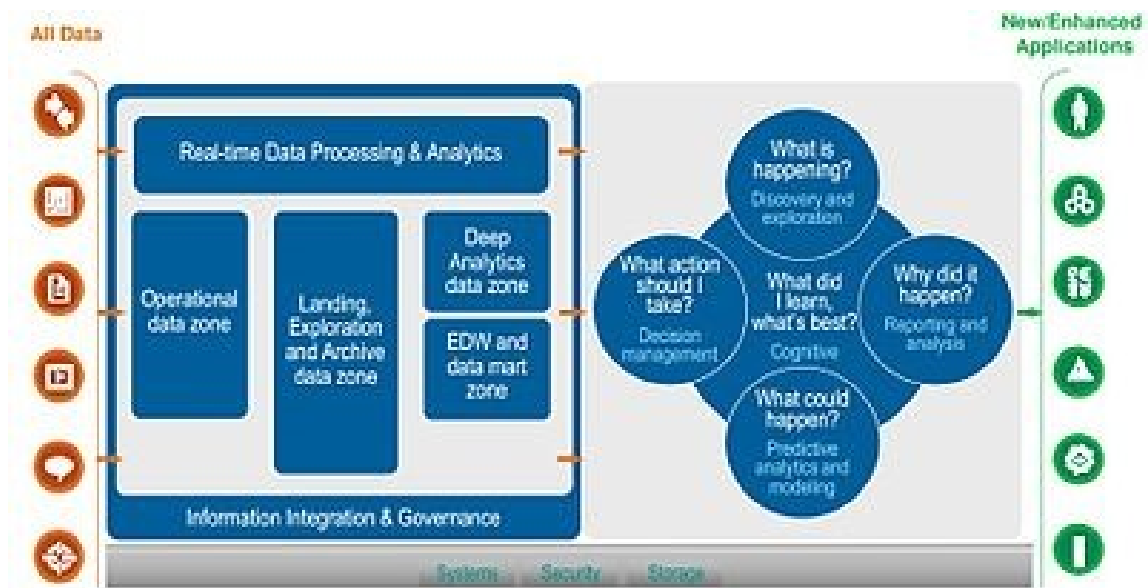 All Data
New/Enhanced
Applications
Real-time Data Processing & Analytics
Operational
data zone
Landing,
Exploration
and Archive
data zone
Deep
Analytics
data zone
EDW and
data mart
zone
Information Integration & Governance
What is
happening?
Discovery and
exploration
What action
should I
take?
Decision
management
What did
I learn,
what's best?
Cognitive
Why did it
happen?
Reporting and
analysis
What could
happen?
Predictive
analytics and
modeling
Systems
Security
Storage